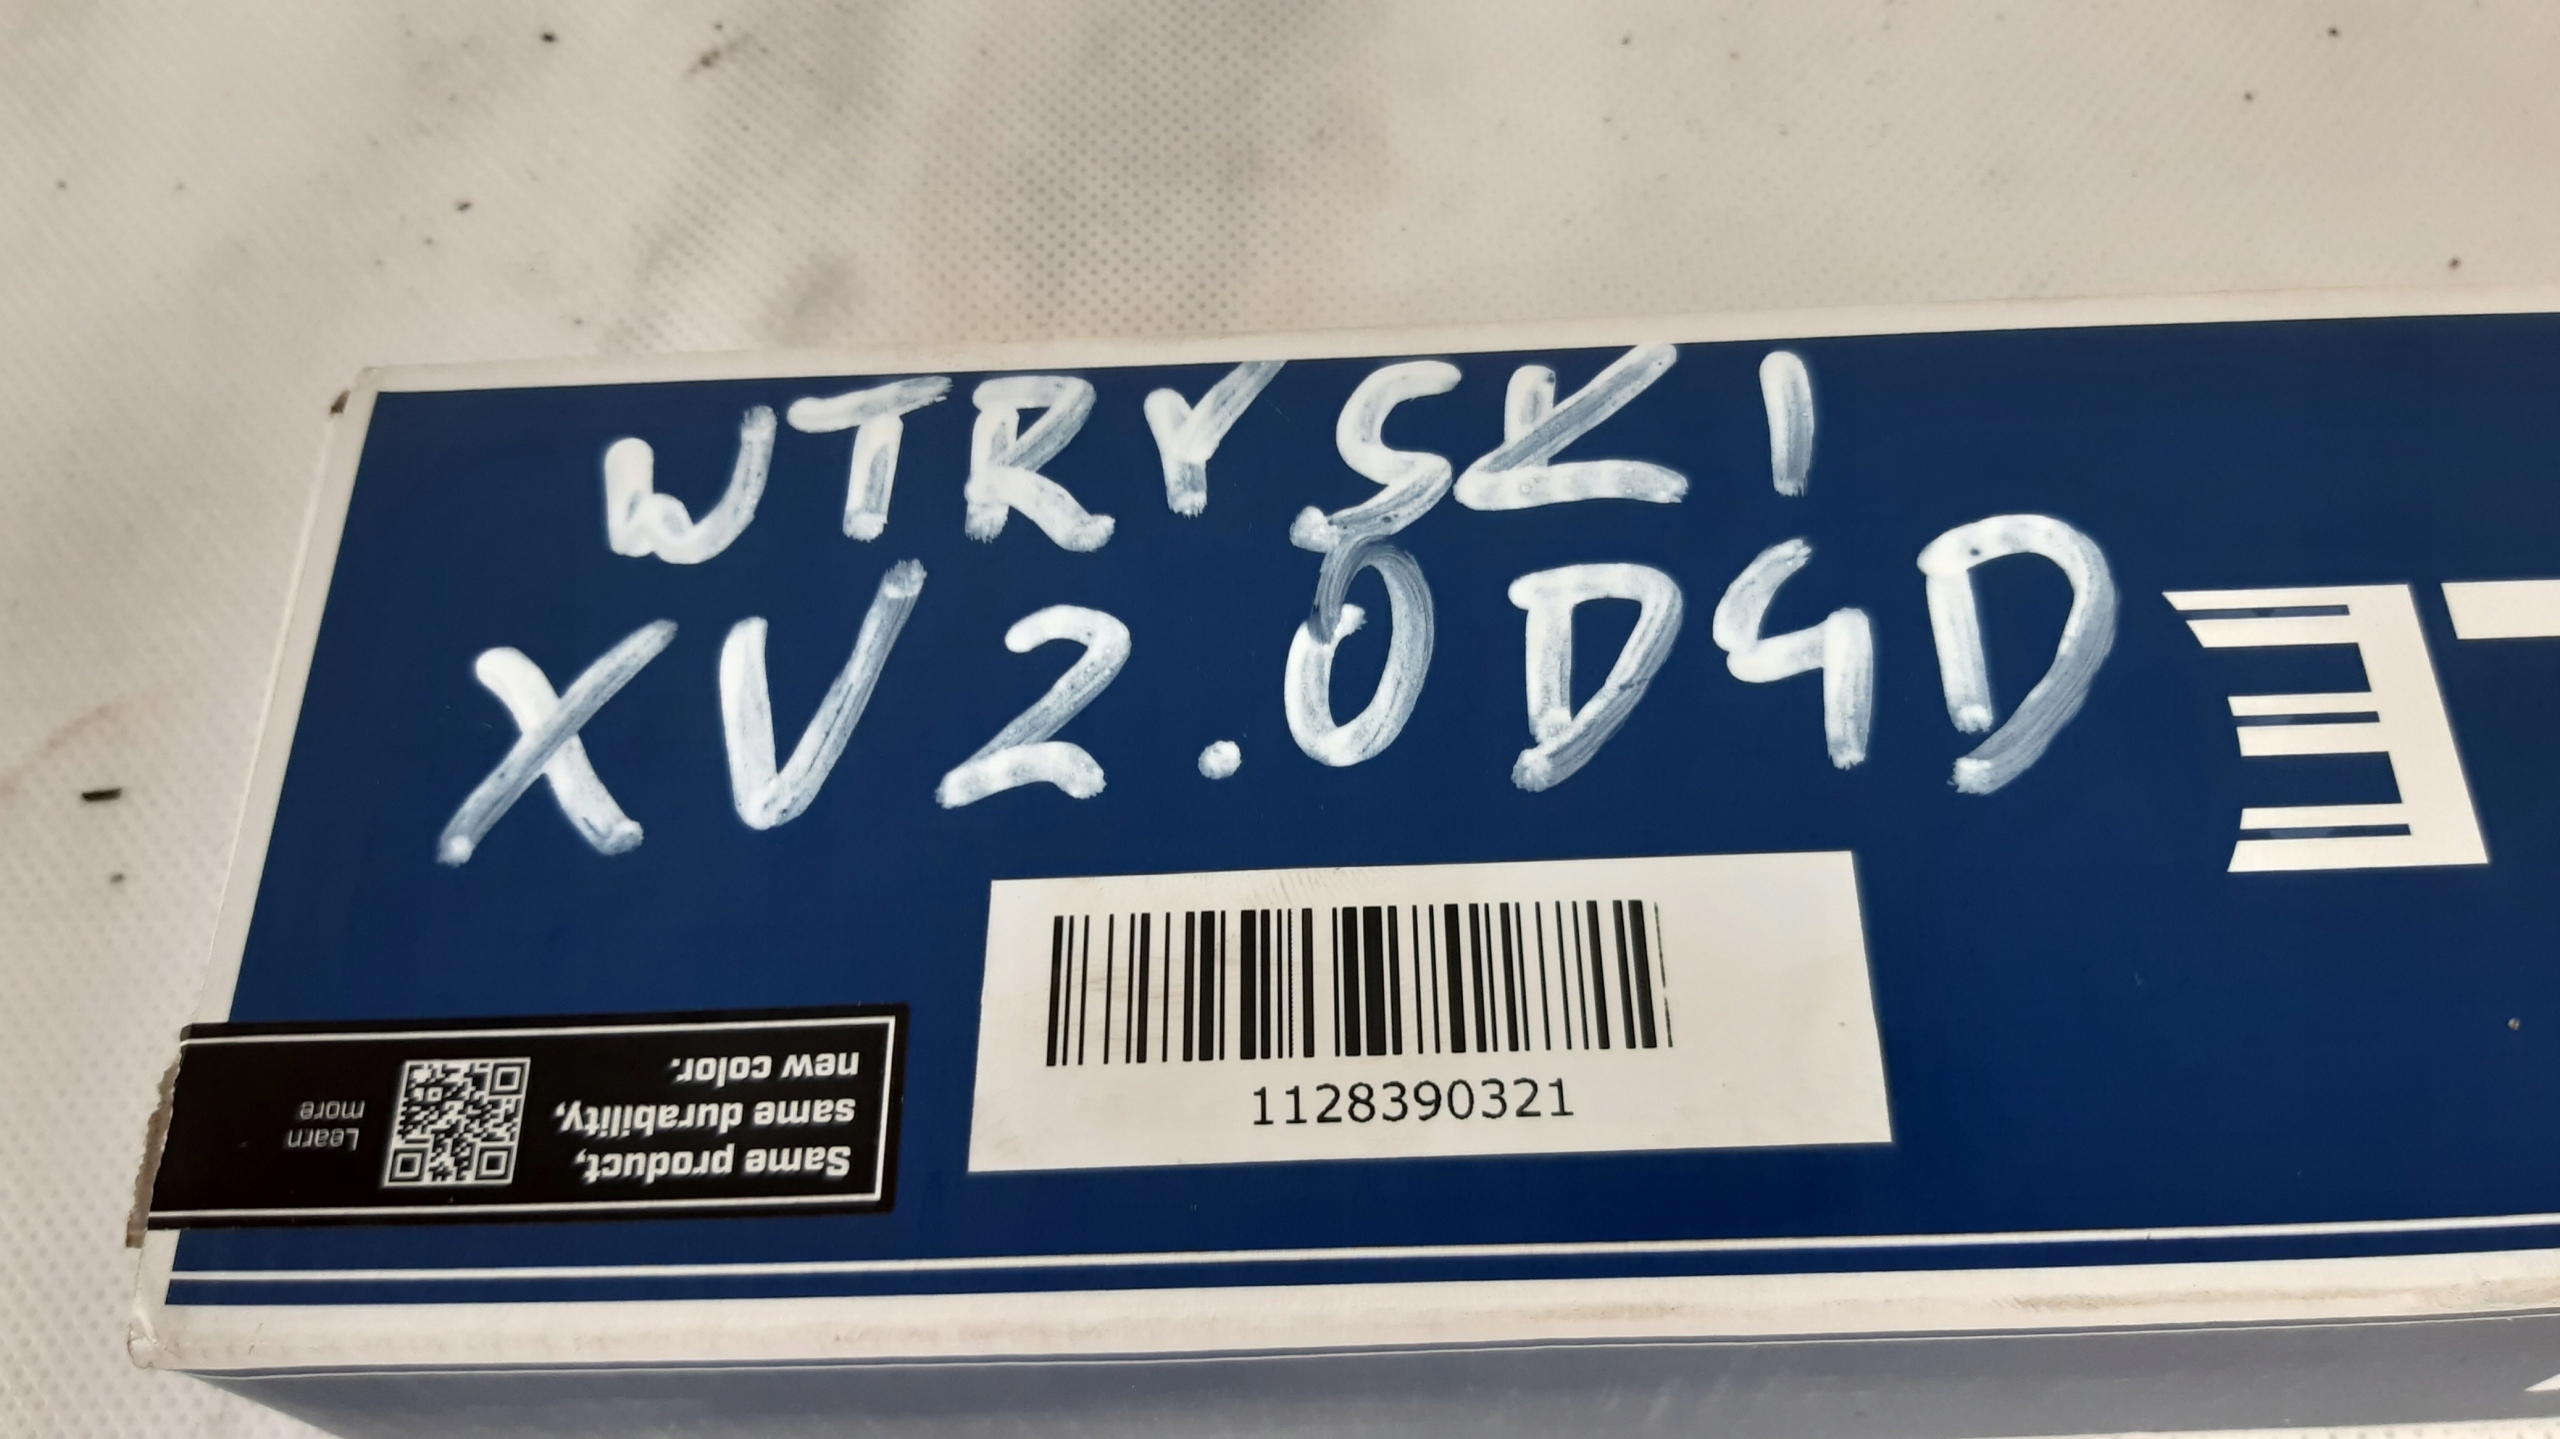 WTRYSKI
XV2.0D4D
1128390321
Same product,
same durability,
new color.
Learn
more